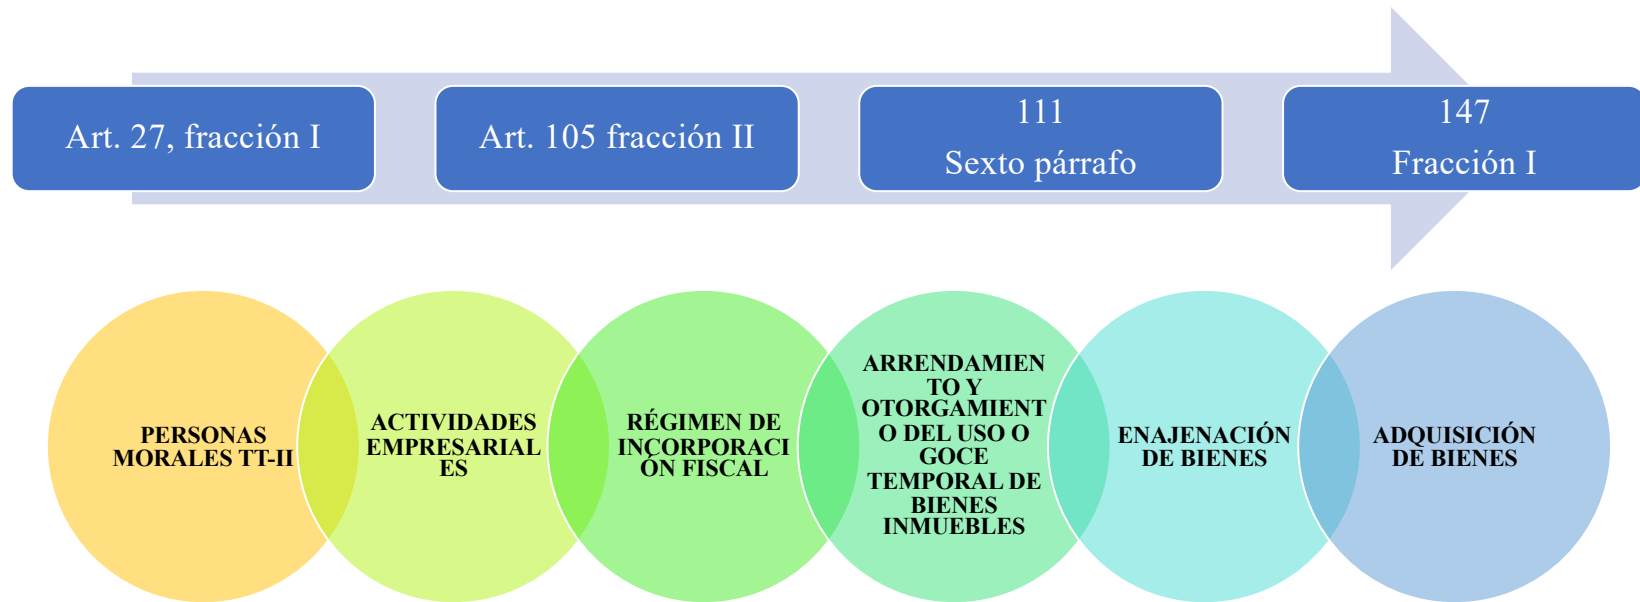 Art. 27, fracción I
Art. 105 fracción II
111
Sexto párrafo
147
Fracción I
PERSONAS
MORALES TT-II
ACTIVIDADES
EMPRESARIAL
ES
RÉGIMEN DE
INCORPORACI
ÓN FISCAL
ARRENDAMIEN
TO Y
OTORGAMIENT
O DEL USO O
GOCE
TEMPORAL DE
BIENES
INMUEBLES
ENAJENACIÓN
DE BIENES
ADQUISICIÓN
DE BIENES